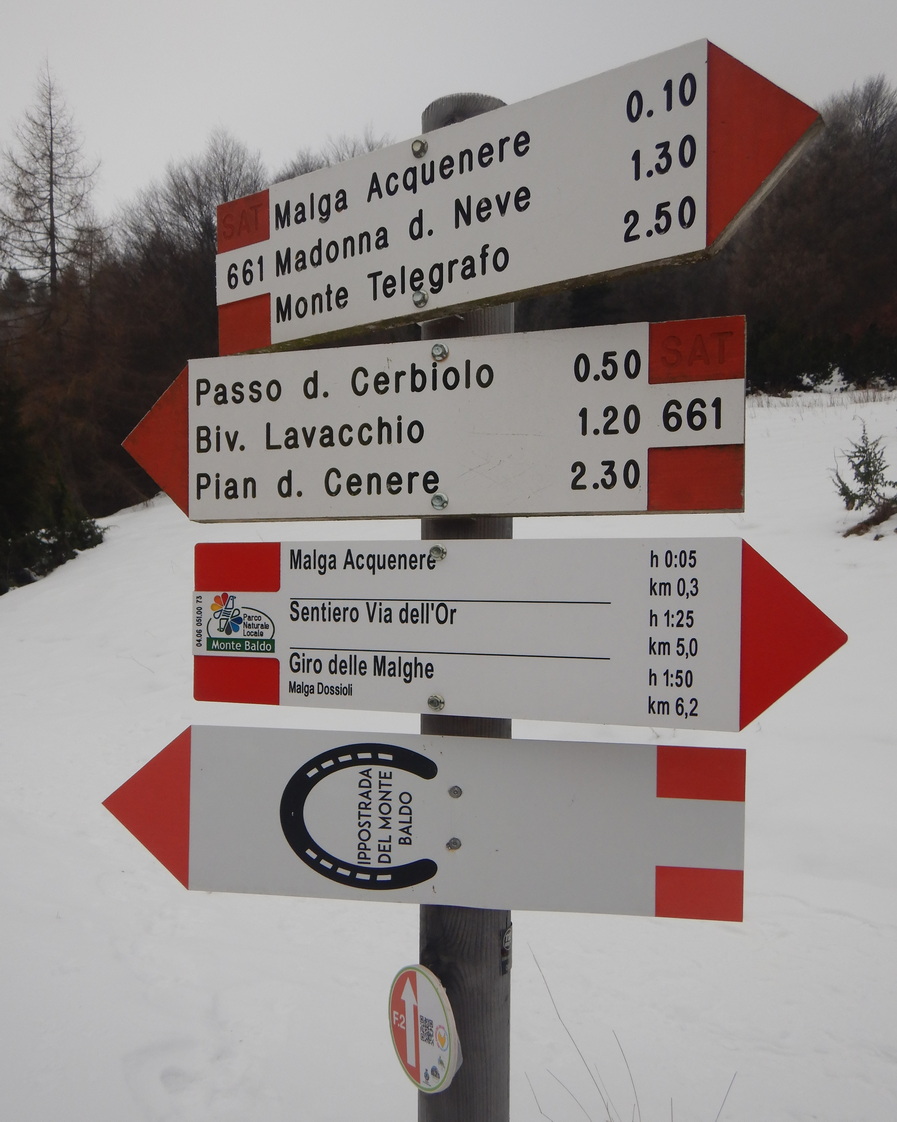 SAT
Malga Acquenere 0.10
661 Madonna d. Neve 1.30
Monte Telegrafo 2.50
Passo d. Cerbiolo 0.50 SAT
Biv. Lavacchio 1.20 661
Pian d. Cenere 2.30
Malga Acquenere h 0:05
km 0,3
Sentiero Via dell'Or h 1:25
km 5,0
Giro delle Malghe h 1:50
Malga Dossioli km 6,2
Parco
Naturale
Locale
Monte Baldo
IPPOSTRADA
DEL MONTE
BALDO
F.2